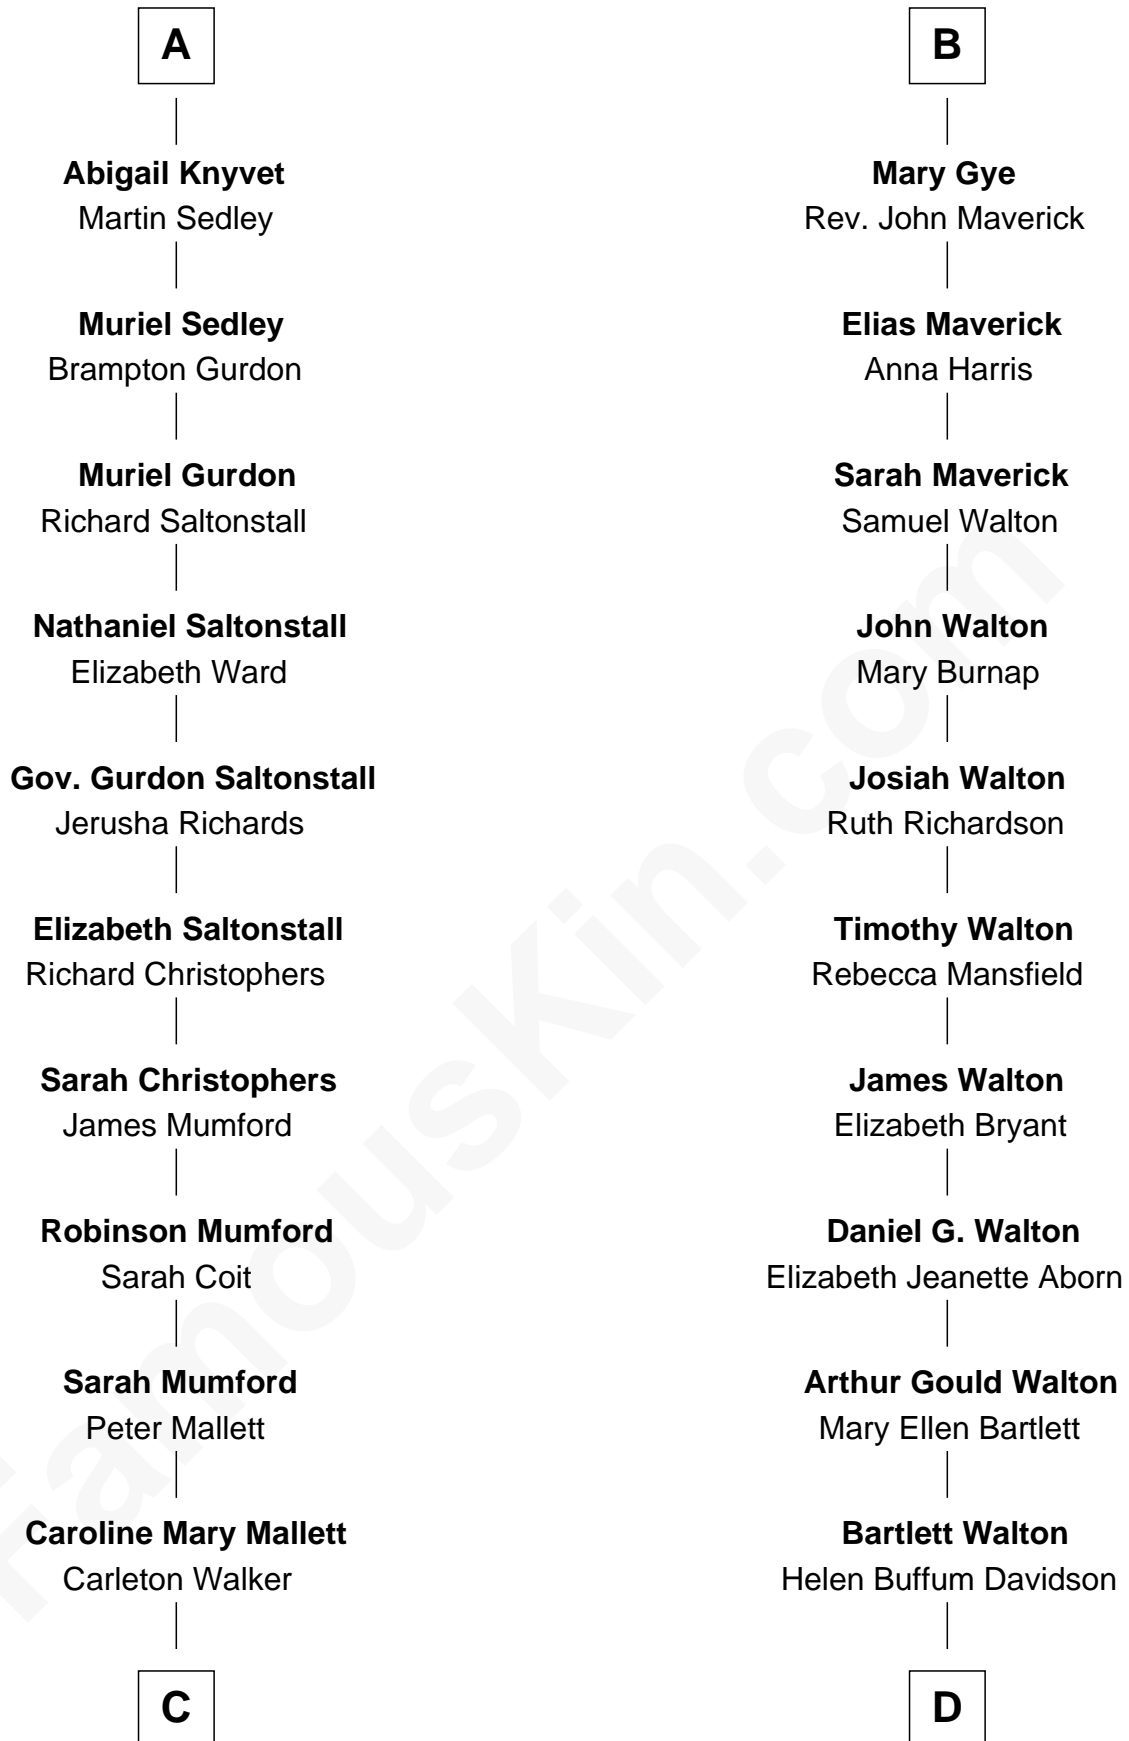 A
Abigail Knyvet
Martin Sedley
Muriel Sedley
Brampton Gurdon
Muriel Gurdon
Richard Saltonstall
Nathaniel Saltonstall
Elizabeth Ward
Gov. Gurdon Saltonstall
Jerusha Richards
Elizabeth Saltonstall
Richard Christophers
Sarah Christophers
James Mumford
Robinson Mumford
Sarah Coit
Sarah Mumford
Peter Mallett
Caroline Mary Mallett
Carleton Walker
C
B
Mary Gye
Rev. John Maverick
Elias Maverick
Anna Harris
Sarah Maverick
Samuel Walton
John Walton
Mary Burnap
Josiah Walton
Ruth Richardson
Timothy Walton
Rebecca Mansfield
James Walton
Elizabeth Bryant
Daniel G. Walton
Elizabeth Jeanette Aborn
Arthur Gould Walton
Mary Ellen Bartlett
Bartlett Walton
Helen Buffum Davidson
D
FamousKin.com